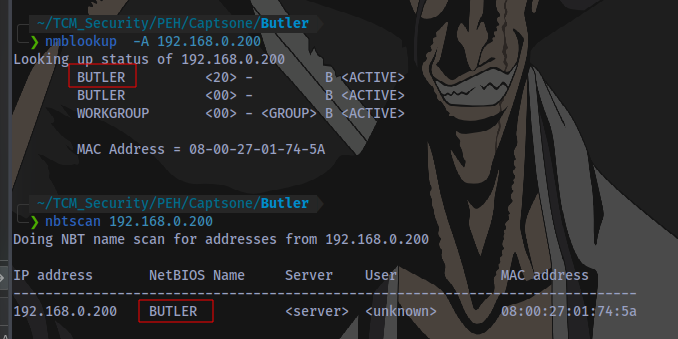 ~/TCM_Security/PEH/Captsone/Butler
❯ nmblookup -A 192.168.0.200
Looking up status of 192.168.0.200
BUTLER <20> - B <ACTIVE>
BUTLER <00> - B <ACTIVE>
WORKGROUP <00> - <GROUP> B <ACTIVE>
MAC Address = 08-00-27-01-74-5A
~/TCM_Security/PEH/Captsone/Butler
❯ nbtscan 192.168.0.200
Doing NBT name scan for addresses from 192.168.0.200
IP address NetBIOS Name Server User MAC address
------------------------------------------------------------------------------
192.168.0.200 BUTLER <server> <unknown> 08:00:27:01:74:5a